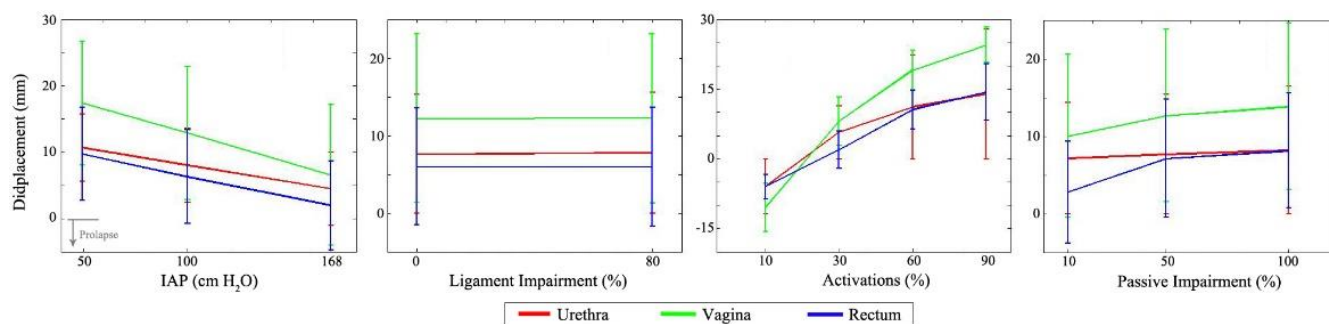 Didplacement (mm)
30
20
10
0
Prolapse
50 100 168
IAP (cm H₂O)
20
10
0
0 80
Ligament Impairment (%)
30
15
0
-15
10 30 60 90
Activations (%)
20
10
0
10 50 100
Passive Impairment (%)
Urethra Vagina Rectum